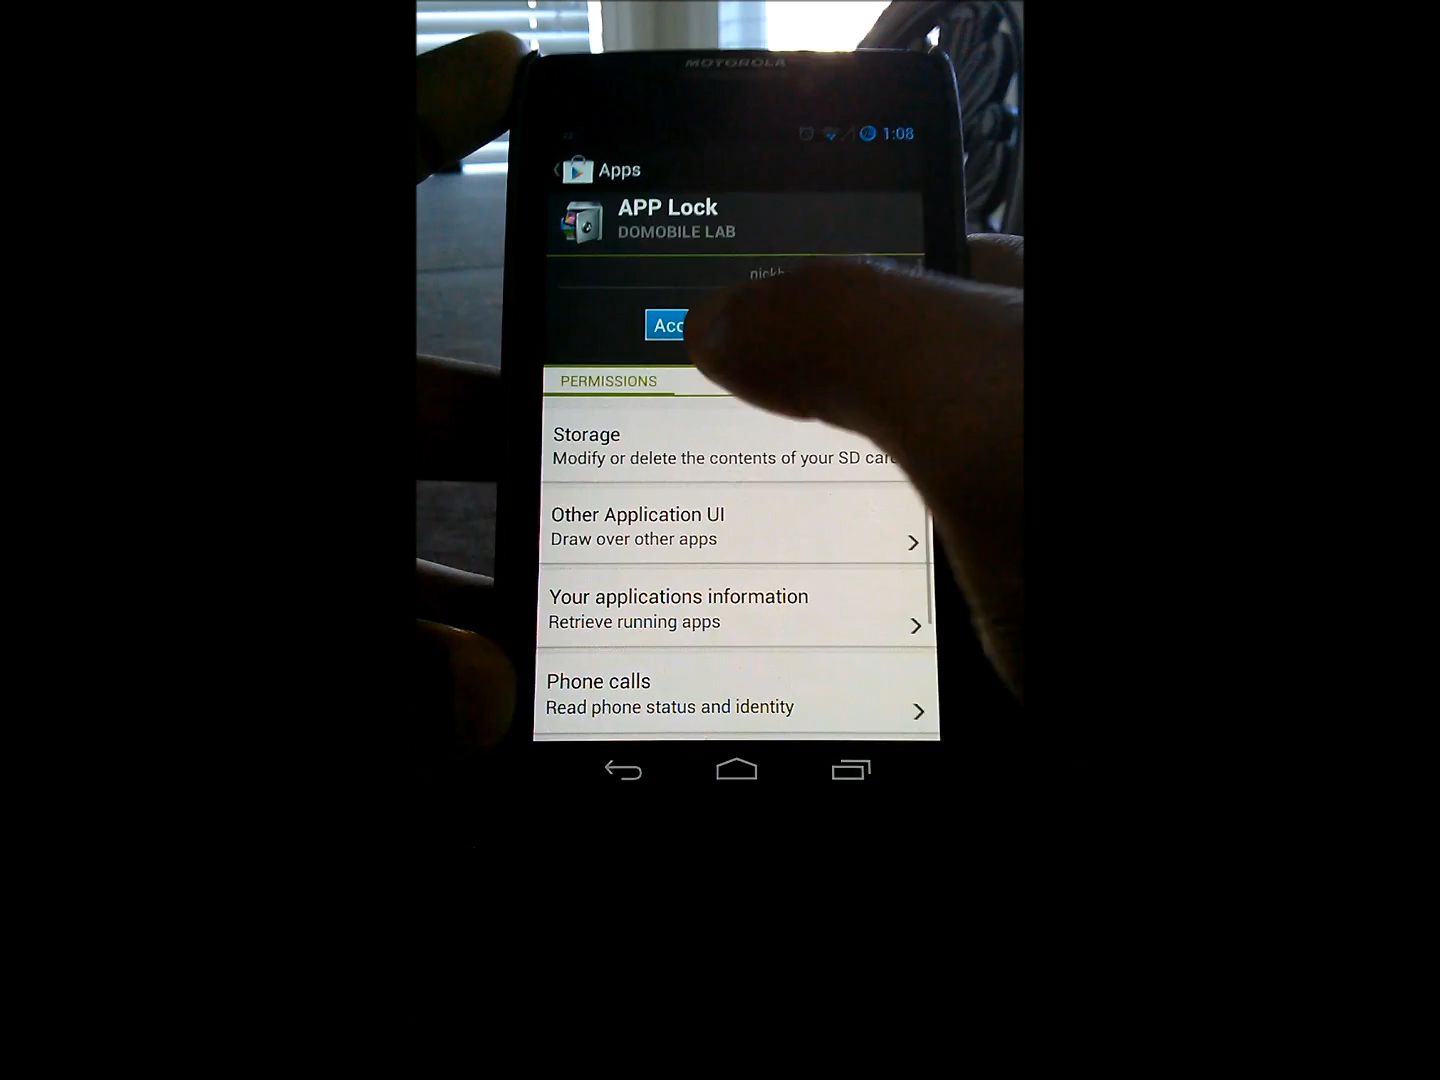 MOTOROLA
1:08
Apps
APP Lock
DOMOBILE LAB
PERMISSIONS
Storage
Modify or delete the contents of your SD
Other Application UI
Draw over other apps
Your applications information
Retrieve running apps
Phone calls
Read phone status and identity